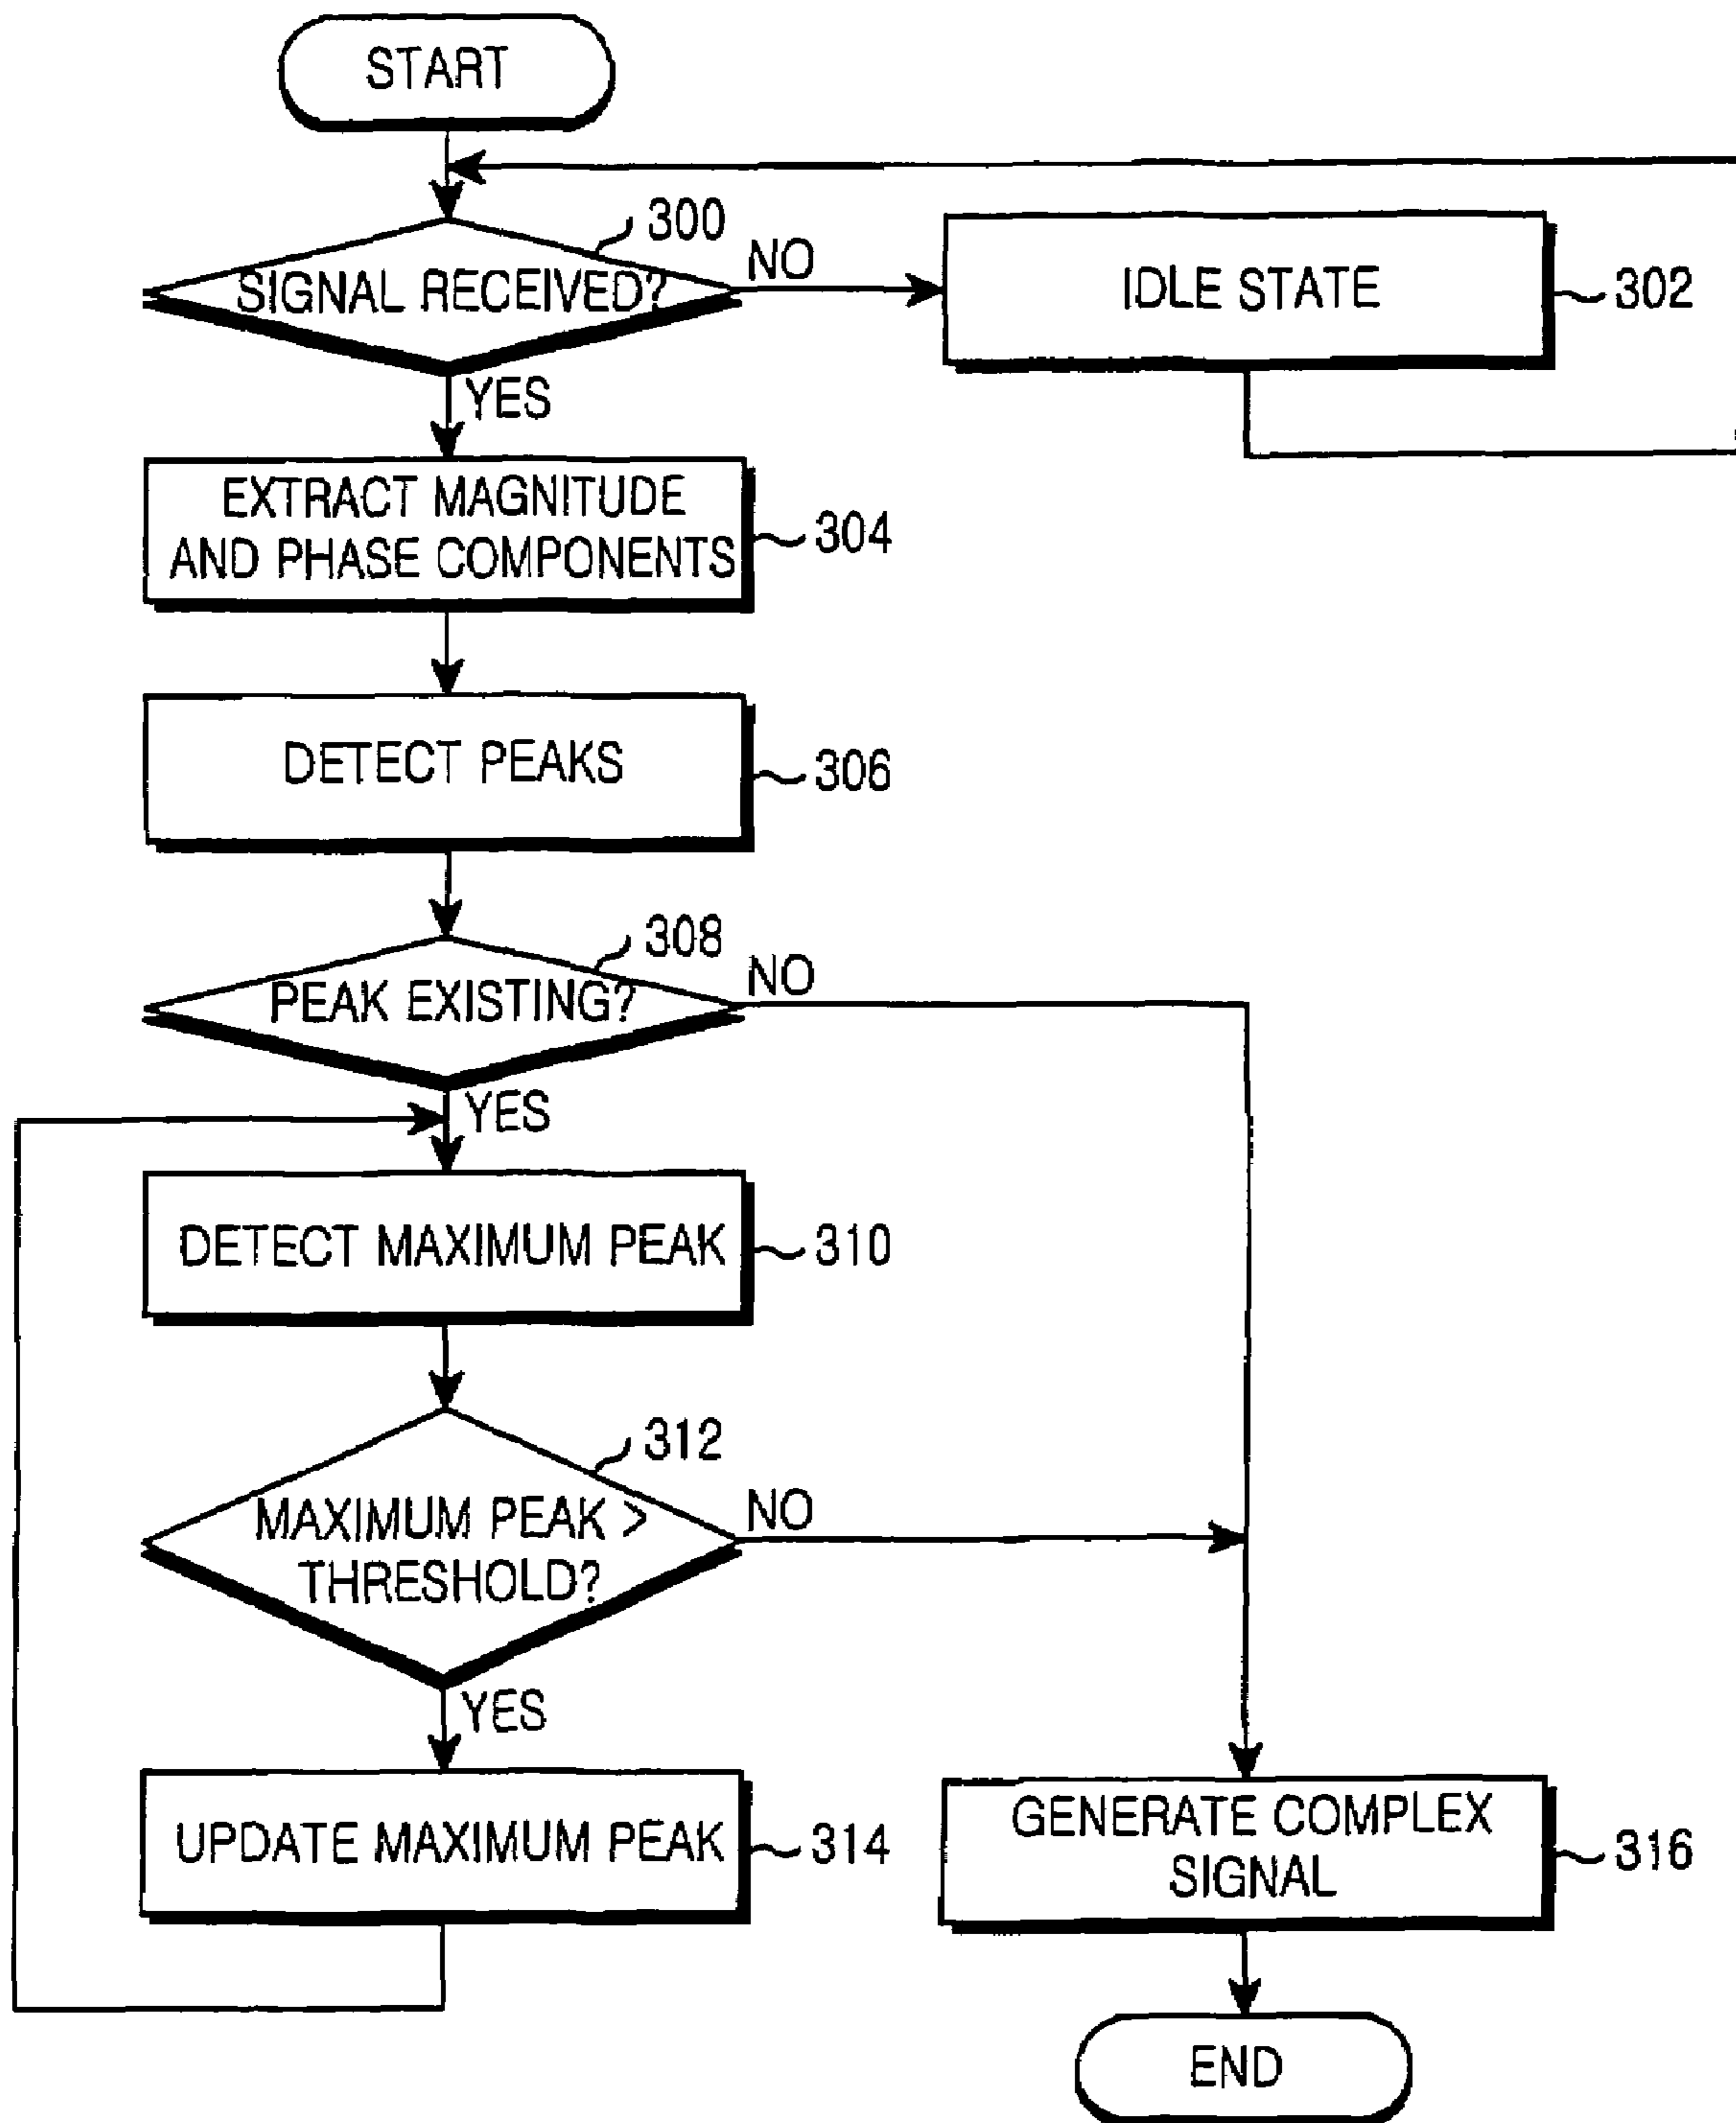 START
300
SIGNAL RECEIVED?
NO
IDLE STATE
302
YES
EXTRACT MAGNITUDE
AND PHASE COMPONENTS
304
DETECT PEAKS
306
308
PEAK EXISTING?
NO
YES
DETECT MAXIMUM PEAK
310
312
MAXIMUM PEAK >
THRESHOLD?
NO
YES
UPDATE MAXIMUM PEAK
314
GENERATE COMPLEX
SIGNAL
316
END